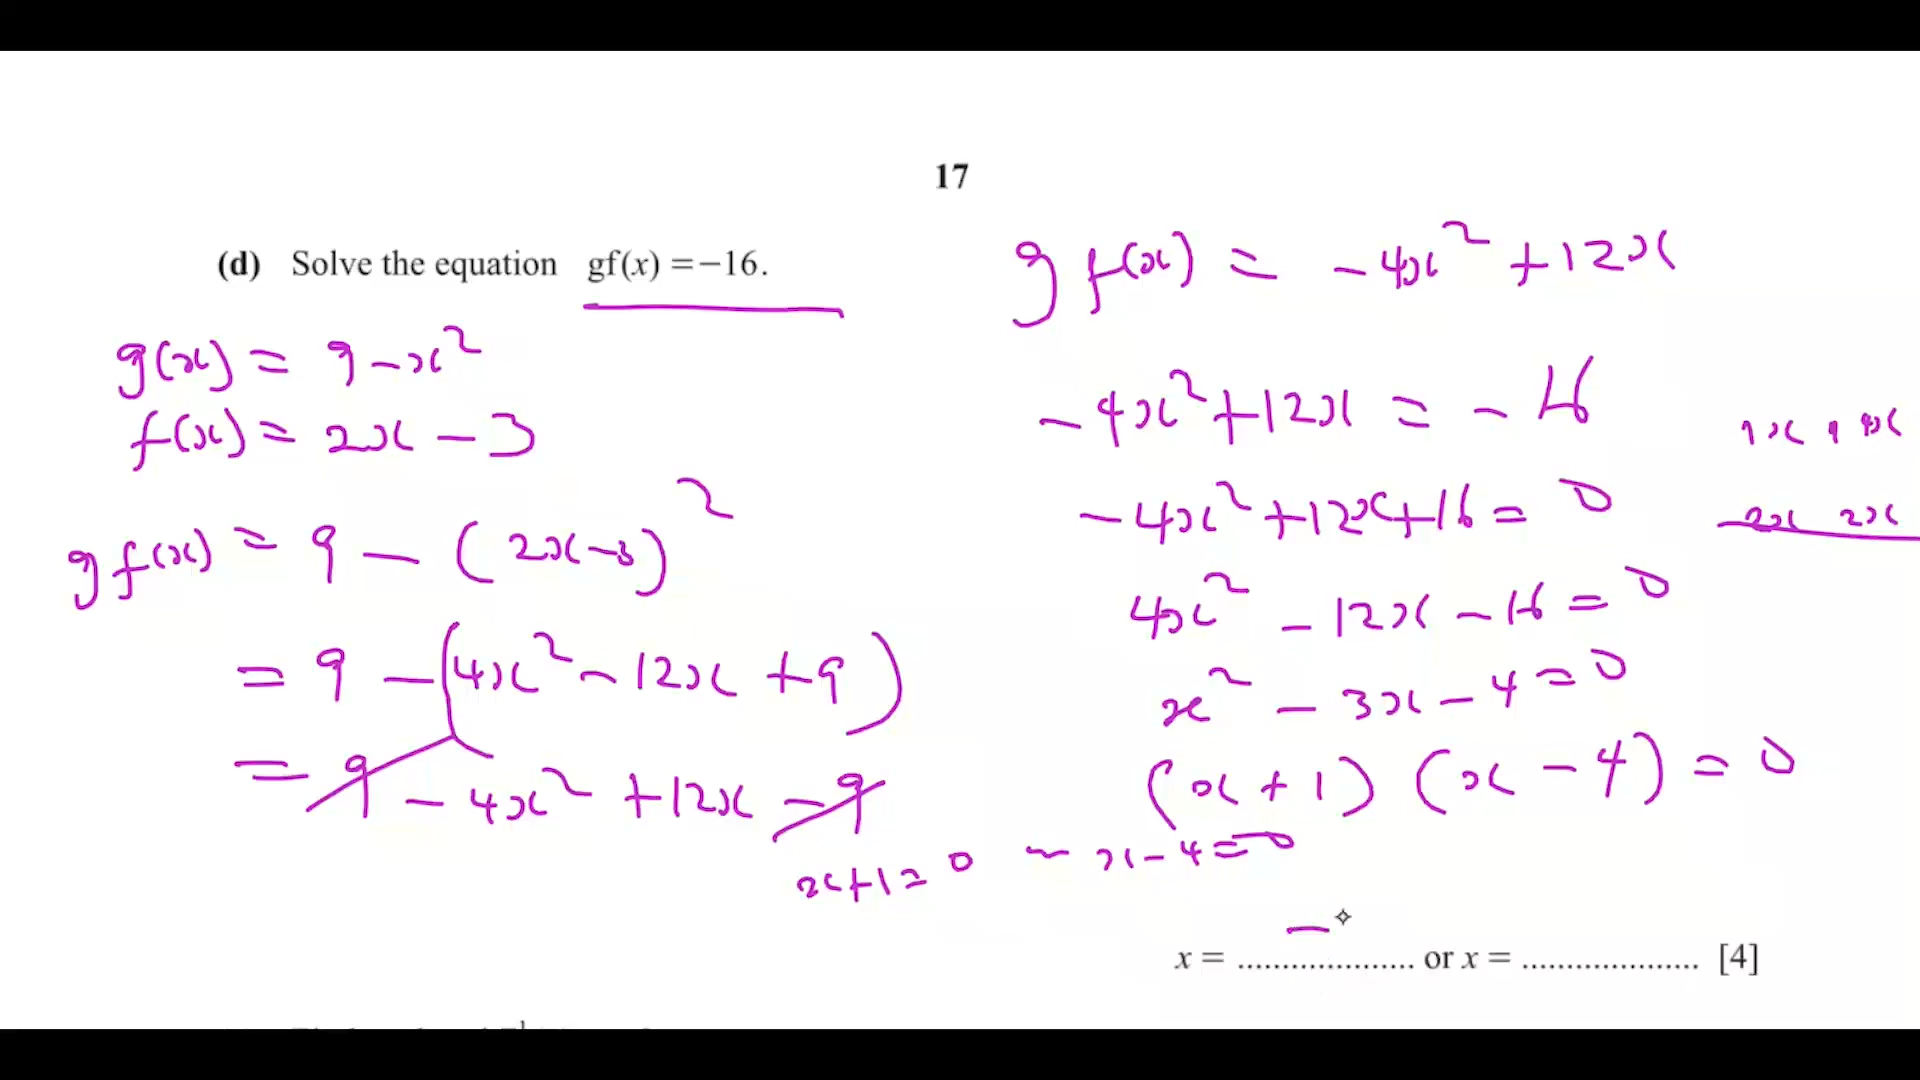 17
(d) Solve the equation gf(x) = −16.
g(x) = 9 − x²
f(x) = 2x − 3
gf(x) = 9 − (2x−3)²
= 9 − (4x² − 12x + 9)
= 9 − 4x² + 12x − 9
gf(x) = −4x² + 12x
−4x² + 12x = −16
−4x² + 12x + 16 = 0
4x² − 12x − 16 = 0
x² − 3x − 4 = 0
(x + 1) (x − 4) = 0
x + 1 = 0 x − 4 = 0
2x 2x
−
x = .................... or x = .................... [4]